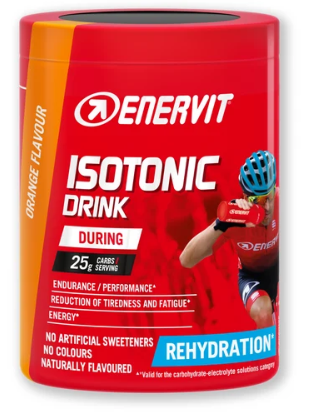 ENERVIT
ORANGE FLAVOUR
ISOTONIC
DRINK
DURING
25g CARBS/
SERVING
ENDURANCE / PERFORMANCE*
REDUCTION OF TIREDNESS AND FATIGUE*
ENERGY*
NO ARTIFICIAL SWEETENERS
NO COLOURS
NATURALLY FLAVOURED
REHYDRATION*
*Valid for the carbohydrate-electrolyte solutions category
ENERVIT
ENERVIT